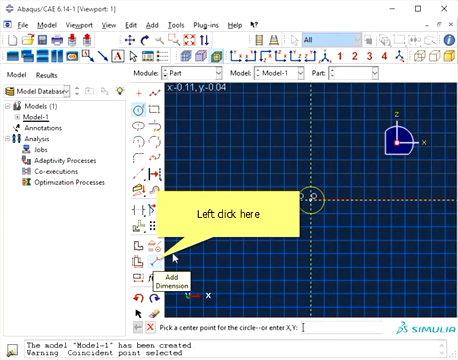 Abaqus/CAE 6.14-1 [Viewport: 1]
File Model Viewport View Edit Add Tools Plug-ins Help
All
1 2 3 4
Model Results Module: Part Model: Model-1 Part:
Model Database
x:-0.11,y:-0.04
Models (1)
Model-1
Annotations
Analysis
Jobs
Adaptivity Processes
Co-executions
Optimization Processes
z
x
Left click here
Add
Dimension
Y X
Pick a center point for the circle--or enter X,Y:
SIMULIA
The model "Model-1" has been created.
Warning Coincident point selected